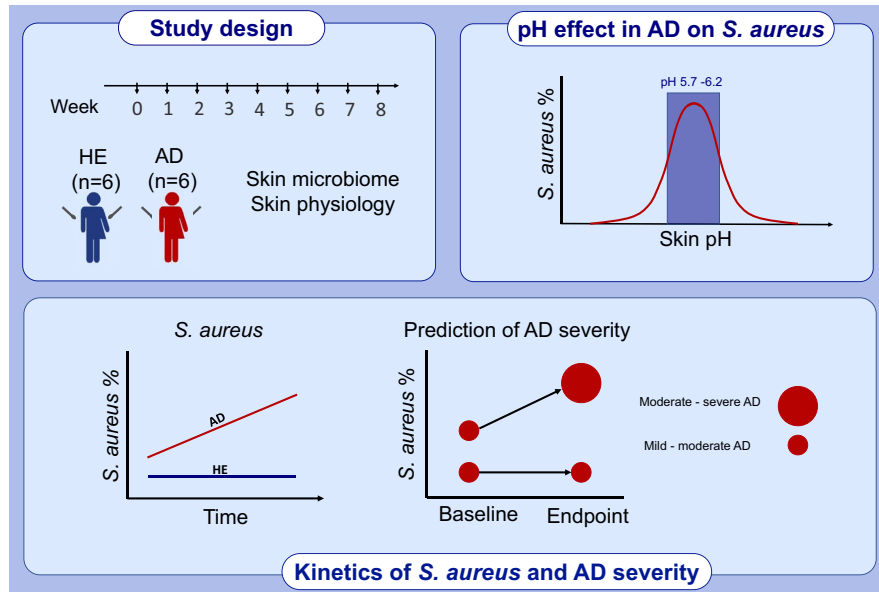 Study design
Week
0 1 2 3 4 5 6 7 8
HE
(n=6)
AD
(n=6)
Skin microbiome
Skin physiology
pH effect in AD on S. aureus
pH 5.7 -6.2
S. aureus %
Skin pH
S. aureus
S. aureus %
AD
HE
Time
Prediction of AD severity
S. aureus %
Baseline
Endpoint
Moderate - severe AD
Mild - moderate AD
Kinetics of S. aureus and AD severity